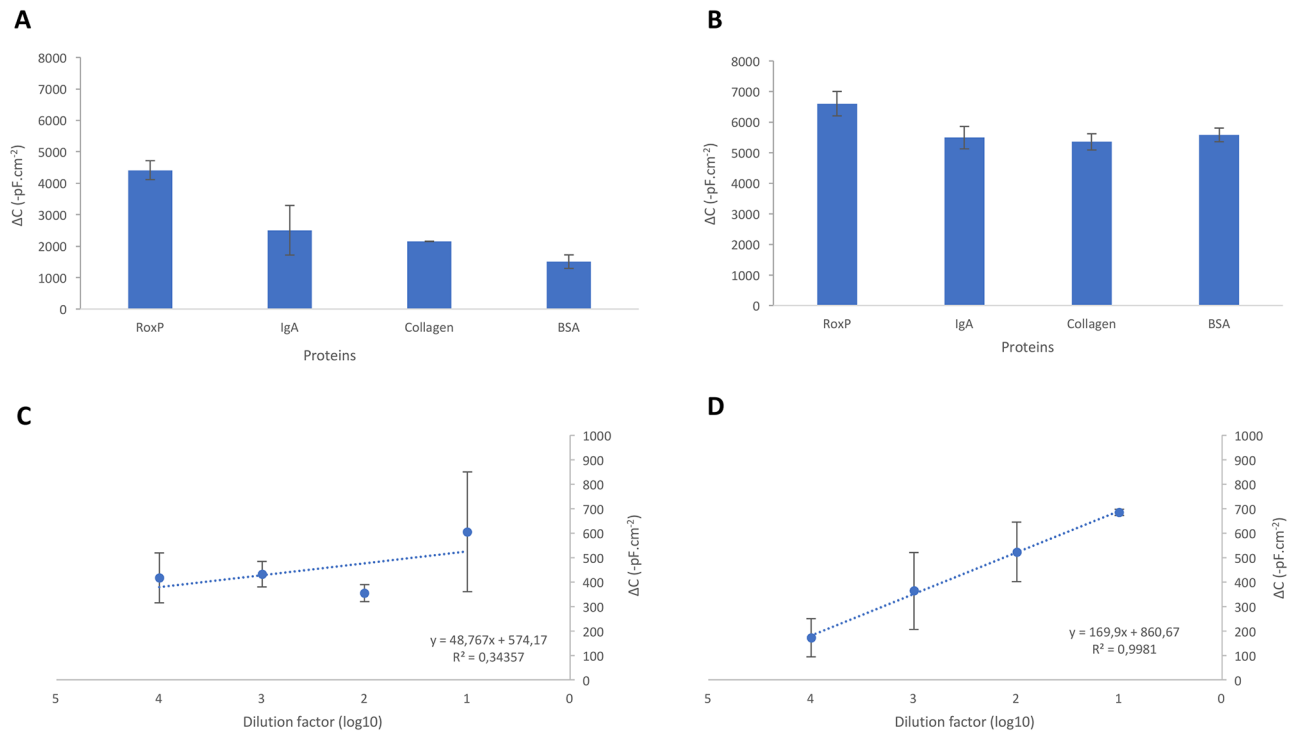 A
8000
7000
6000
5000
4000
3000
2000
1000
0
ΔC (-pF.cm⁻²)
RoxP IgA Collagen BSA
Proteins
B
8000
7000
6000
5000
4000
3000
2000
1000
0
ΔC (-pF.cm⁻²)
RoxP IgA Collagen BSA
Proteins
C
1000
900
800
700
600
500
400
300
200
100
0
ΔC (-pF.cm⁻²)
y = 48,767x + 574,17
R² = 0,34357
5 4 3 2 1 0
Dilution factor (log10)
D
1000
900
800
700
600
500
400
300
200
100
0
ΔC (-pF.cm⁻²)
y = 169,9x + 860,67
R² = 0,9981
5 4 3 2 1 0
Dilution factor (log10)